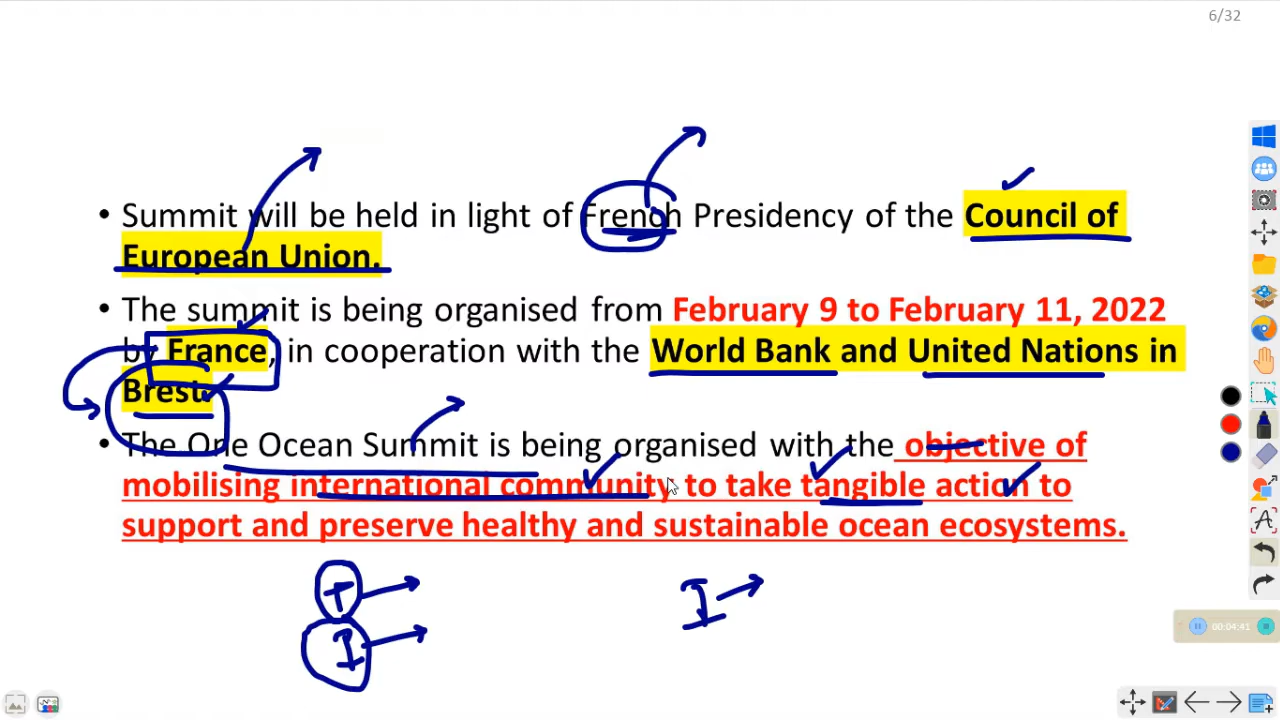 6/32
• Summit will be held in light of French Presidency of the Council of
European Union.
• The summit is being organised from February 9 to February 11, 2022
by France, in cooperation with the World Bank and United Nations in
Brest.
• The One Ocean Summit is being organised with the objective of
mobilising international community to take tangible action to
support and preserve healthy and sustainable ocean ecosystems.
T
I
I
00:04:41